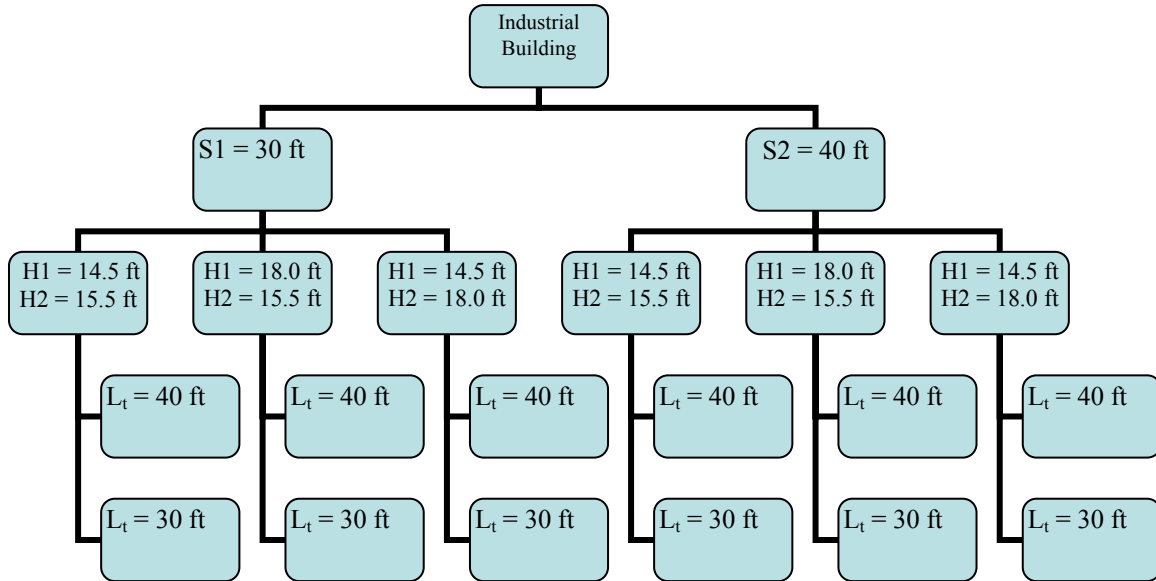 Industrial
Building
S1 = 30 ft
S2 = 40 ft
H1 = 14.5 ft
H2 = 15.5 ft
H1 = 18.0 ft
H2 = 15.5 ft
H1 = 14.5 ft
H2 = 18.0 ft
H1 = 14.5 ft
H2 = 15.5 ft
H1 = 18.0 ft
H2 = 15.5 ft
H1 = 14.5 ft
H2 = 18.0 ft
Lt = 40 ft
Lt = 40 ft
Lt = 40 ft
Lt = 40 ft
Lt = 40 ft
Lt = 40 ft
Lt = 30 ft
Lt = 30 ft
Lt = 30 ft
Lt = 30 ft
Lt = 30 ft
Lt = 30 ft